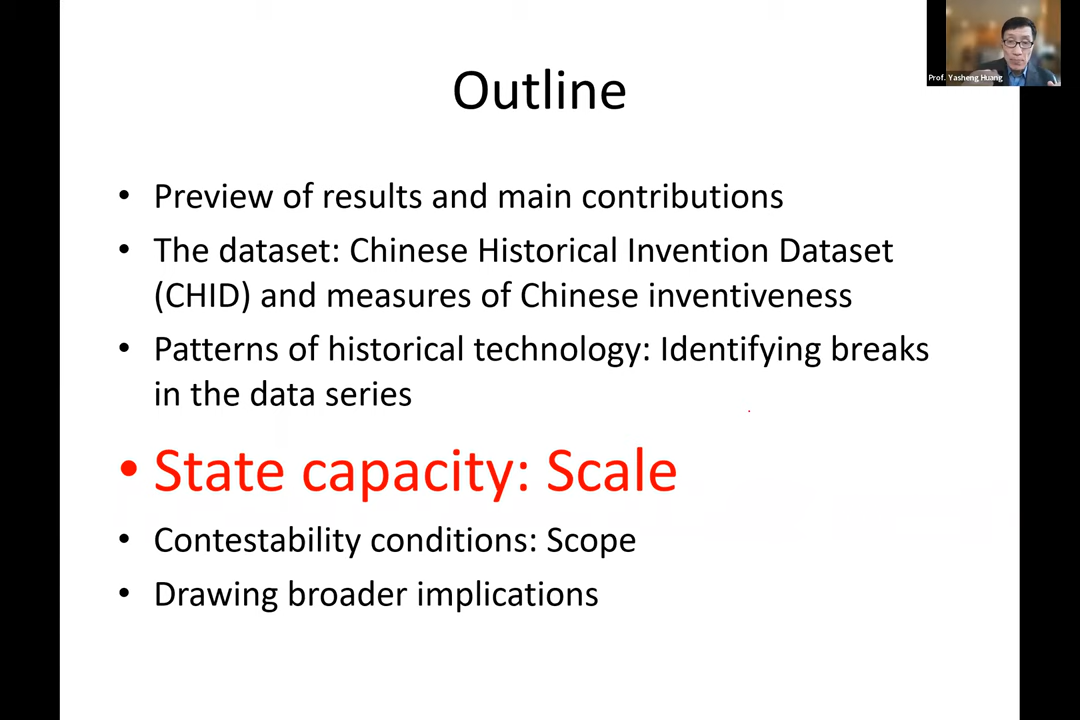 Outline
Prof. Yasheng Huang
• Preview of results and main contributions
• The dataset: Chinese Historical Invention Dataset
(CHID) and measures of Chinese inventiveness
• Patterns of historical technology: Identifying breaks
in the data series
• State capacity: Scale
• Contestability conditions: Scope
• Drawing broader implications